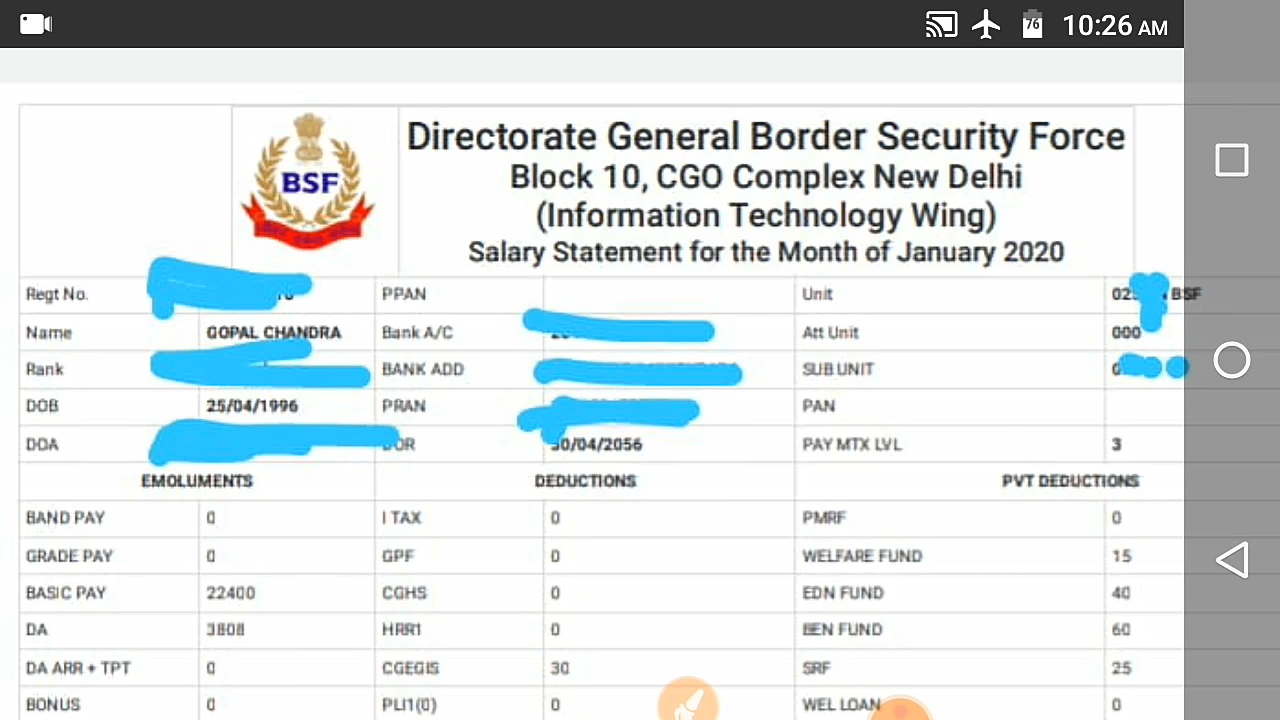 76 10:26 AM
BSF
Directorate General Border Security Force
Block 10, CGO Complex New Delhi
(Information Technology Wing)
Salary Statement for the Month of January 2020
Regt No. PPAN Unit BSF
Name GOPAL CHANDRA Bank A/C Att Unit 000
Rank BANK ADD SUB UNIT
DOB 25/04/1996 PRAN PAN
DOA DOR 30/04/2056 PAY MTX LVL 3
EMOLUMENTS DEDUCTIONS PVT DEDUCTIONS
BAND PAY 0 I TAX 0 PMRF 0
GRADE PAY 0 GPF 0 WELFARE FUND 15
BASIC PAY 22400 CGHS 0 EDN FUND 40
DA 3808 HRR1 0 BEN FUND 60
DA ARR + TPT 0 CGEGIS 30 SRF 25
BONUS 0 PLI1(0) 0 WEL LOAN 0